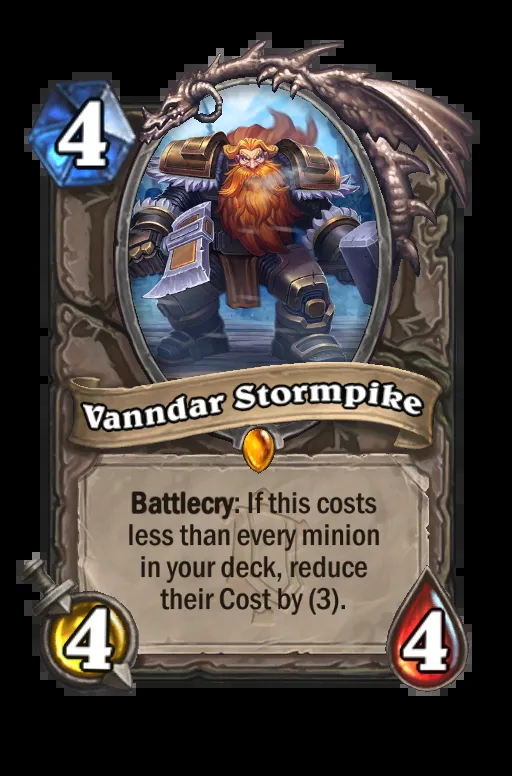 4
Vanndar Stormpike
Battlecry: If this costs
less than every minion
in your deck, reduce
their Cost by (3).
4
4